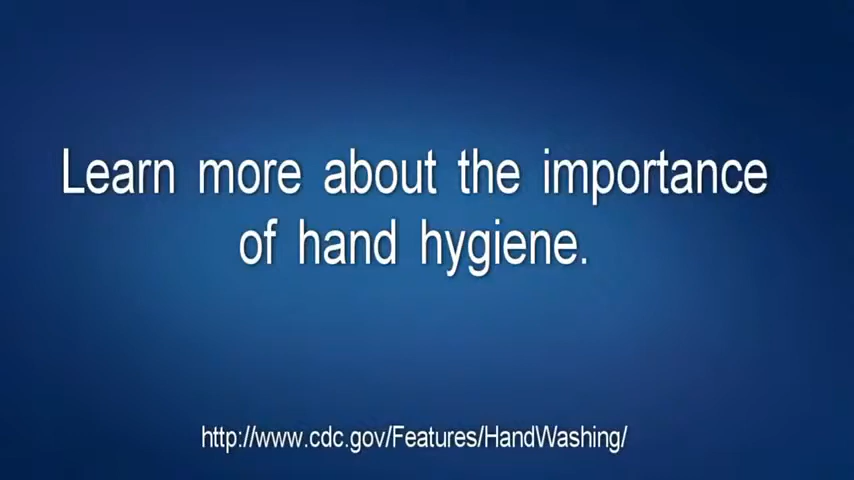 Learn more about the importance
of hand hygiene.
http://www.cdc.gov/Features/HandWashing/